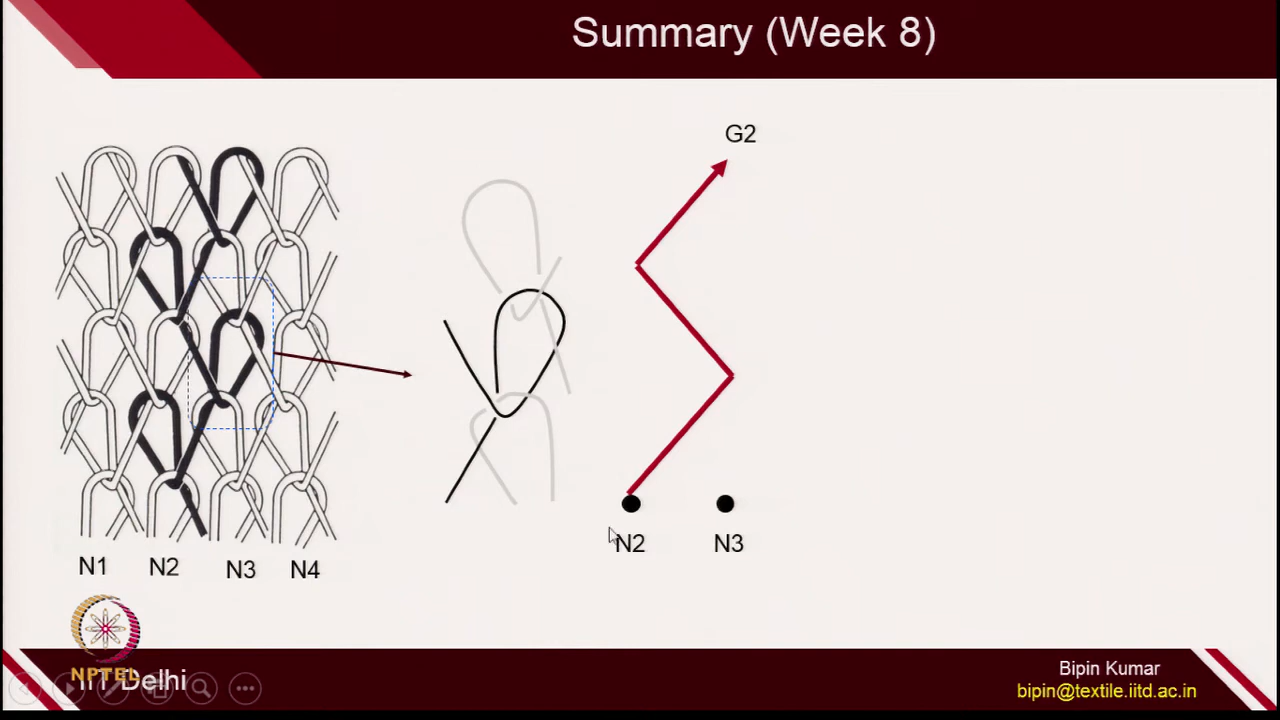 Summary (Week 8)
G2
N2 N3
N1 N2 N3 N4
NPTEL
IIT Delhi
Bipin Kumar
bipin@textile.iitd.ac.in